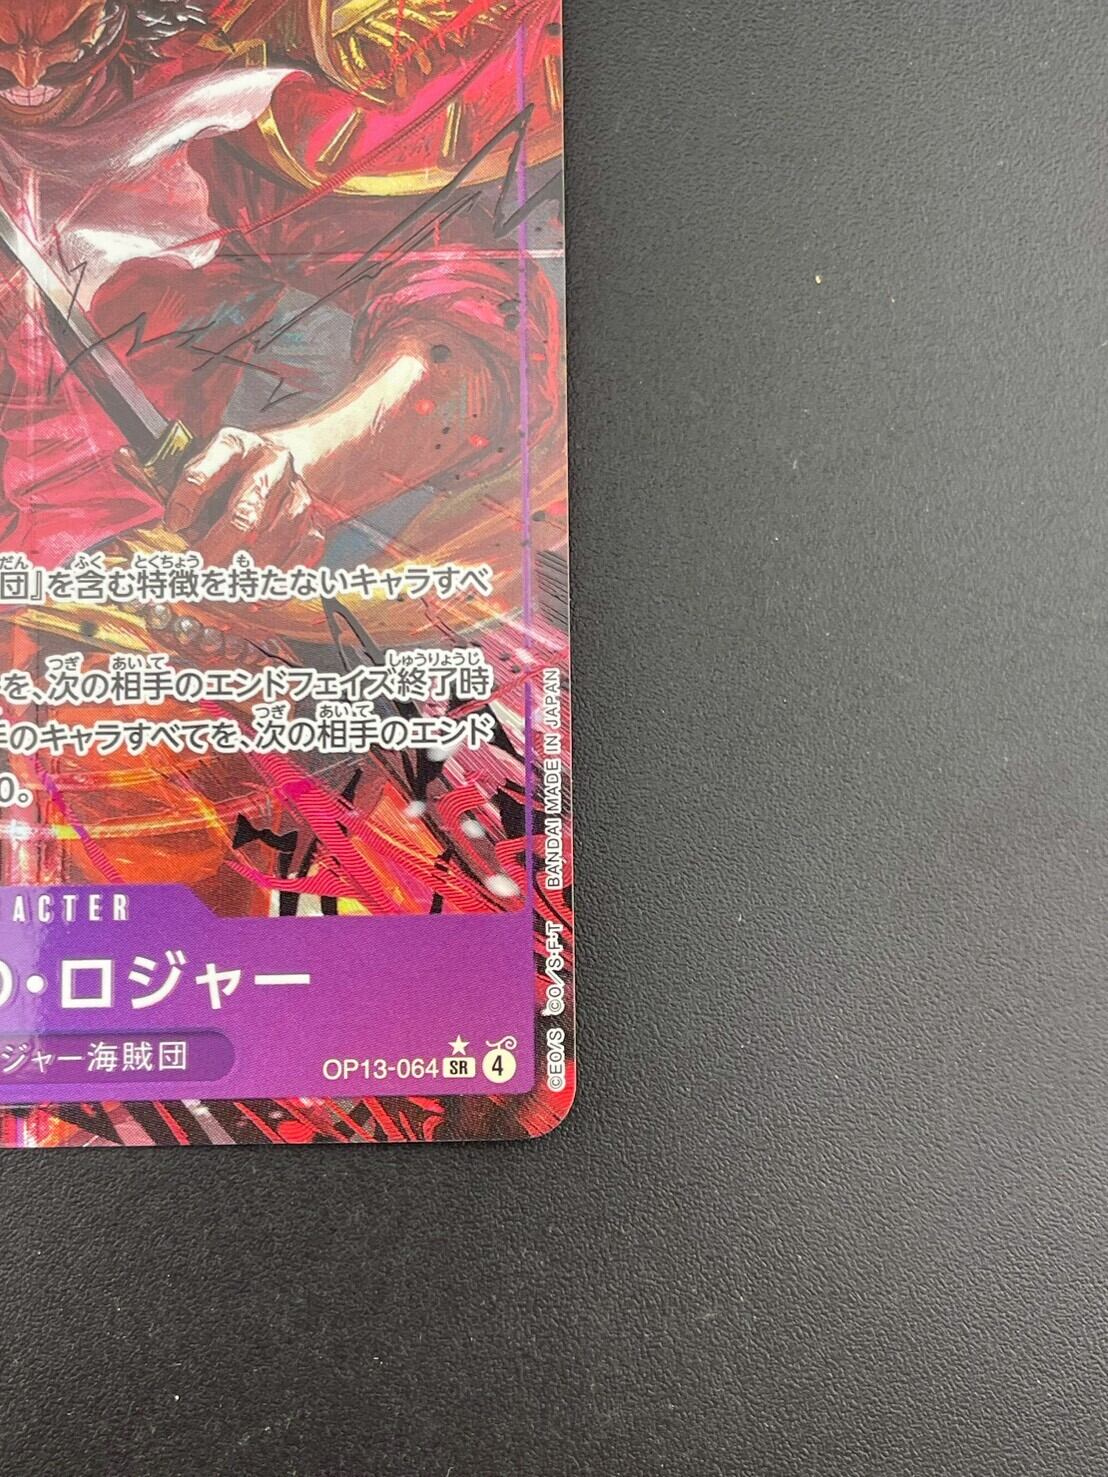 団』を含む特徴を持たないキャラすべ
を、次の相手のエンドフェイズ終了時
手のキャラすべてを、次の相手のエンド
0。
ACTER
D・ロジャー
ジャー海賊団
OP13-064 SR 4
©EO/S ©O/S・F・T BANDAI MADE IN JAPAN